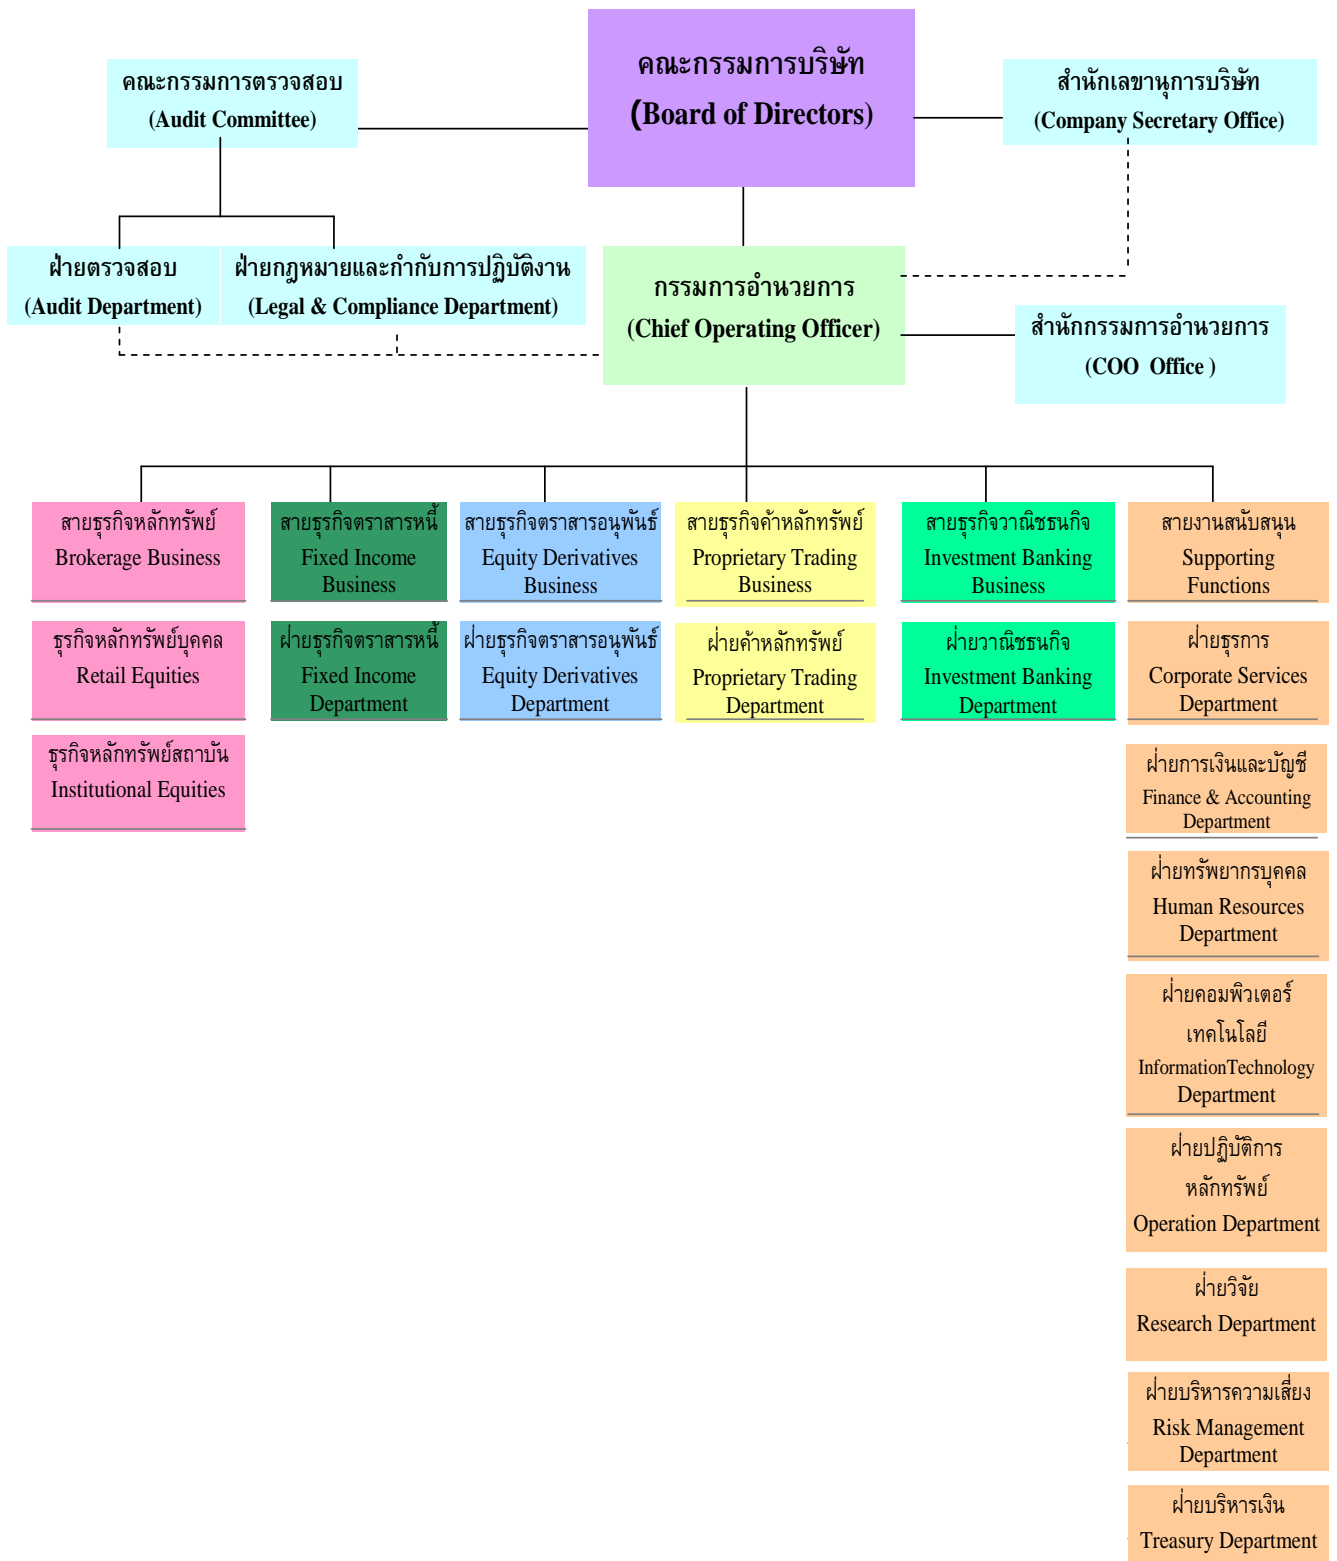 คณะกรรมการบริษัท
(Board of Directors)
คณะกรรมการตรวจสอบ
(Audit Committee)
สำนักเลขานุการบริษัท
(Company Secretary Office)
ฝ่ายตรวจสอบ
(Audit Department)
ฝ่ายกฎหมายและกำกับการปฏิบัติงาน
(Legal & Compliance Department)
กรรมการอำนวยการ
(Chief Operating Officer)
สำนักกรรมการอำนวยการ
(COO Office )
สายธุรกิจหลักทรัพย์
Brokerage Business
สายธุรกิจตราสารหนี้
Fixed Income
Business
สายธุรกิจตราสารอนุพันธ์
Equity Derivatives
Business
สายธุรกิจค้าหลักทรัพย์
Proprietary Trading
Business
สายธุรกิจวาณิชธนกิจ
Investment Banking
Business
สายงานสนับสนุน
Supporting
Functions
ธุรกิจหลักทรัพย์บุคคล
Retail Equities
ฝ่ายธุรกิจตราสารหนี้
Fixed Income
Department
ฝ่ายธุรกิจตราสารอนุพันธ์
Equity Derivatives
Department
ฝ่ายค้าหลักทรัพย์
Proprietary Trading
Department
ฝ่ายวาณิชธนกิจ
Investment Banking
Department
ฝ่ายธุรการ
Corporate Services
Department
ธุรกิจหลักทรัพย์สถาบัน
Institutional Equities
ฝ่ายการเงินและบัญชี
Finance & Accounting
Department
ฝ่ายทรัพยากรบุคคล
Human Resources
Department
ฝ่ายคอมพิวเตอร์
เทคโนโลยี
InformationTechnology
Department
ฝ่ายปฏิบัติการ
หลักทรัพย์
Operation Department
ฝ่ายวิจัย
Research Department
ฝ่ายบริหารความเสี่ยง
Risk Management
Department
ฝ่ายบริหารเงิน
Treasury Department